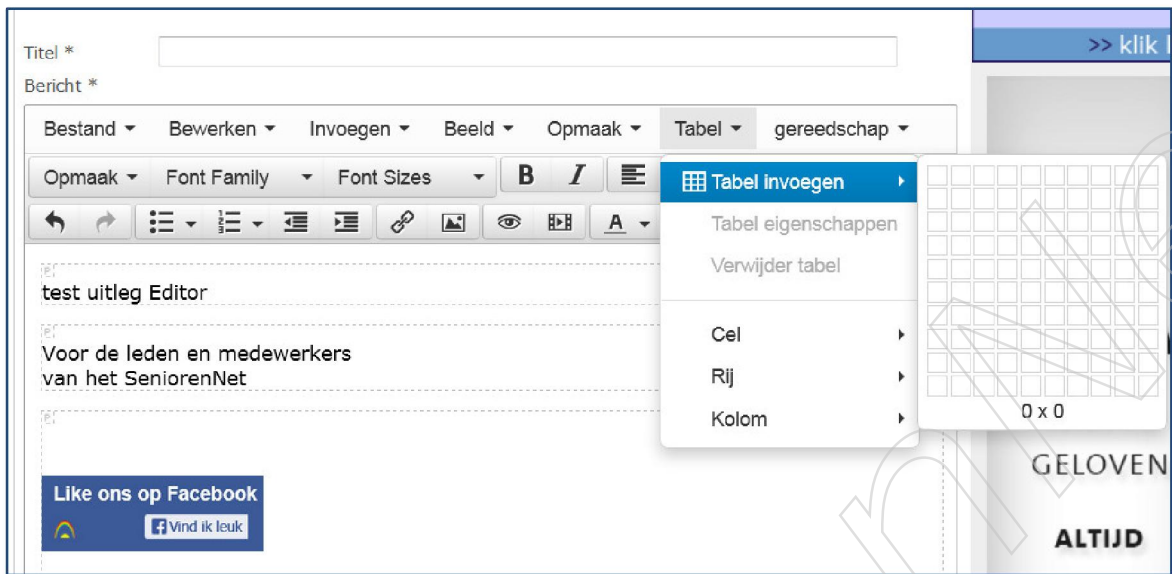 >> klik
Titel *
Bericht *
Bestand Bewerken Invoegen Beeld Opmaak Tabel gereedschap
Opmaak Font Family Font Sizes B I
Tabel invoegen
A
Tabel eigenschappen
Verwijder tabel
test uitleg Editor
Cel
Voor de leden en medewerkers
van het SeniorenNet
Rij
Kolom
0 x 0
GELOVEN
Like ons op Facebook
Vind ik leuk
ALTIJD